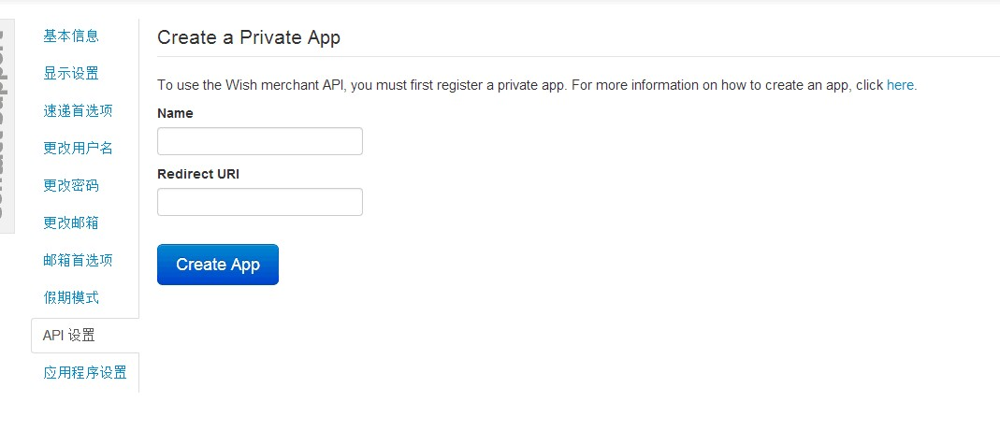 基本信息
显示设置
速递首选项
更改用户名
更改密码
更改邮箱
邮箱首选项
假期模式
API 设置
应用程序设置
Create a Private App
To use the Wish merchant API, you must first register a private app. For more information on how to create an app, click here.
Name
Redirect URI
Create App